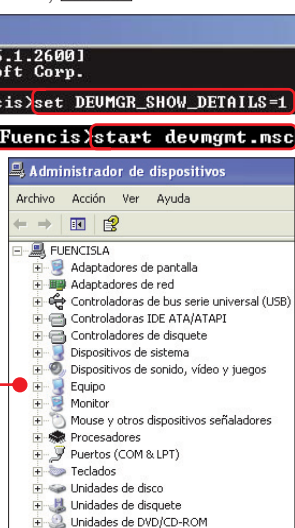 5.1.2600]
oft Corp.
cis>set DEVMGR_SHOW_DETAILS=1
Fuencis>start devmgmt.msc
Administrador de dispositivos
Archivo Acción Ver Ayuda
FUENCISLA
Adaptadores de pantalla
Adaptadores de red
Controladoras de bus serie universal (USB)
Controladoras IDE ATA/ATAPI
Controladores de disquete
Dispositivos de sistema
Dispositivos de sonido, vídeo y juegos
Equipo
Monitor
Mouse y otros dispositivos señaladores
Procesadores
Puertos (COM & LPT)
Teclados
Unidades de disco
Unidades de disquete
Unidades de DVD/CD-ROM